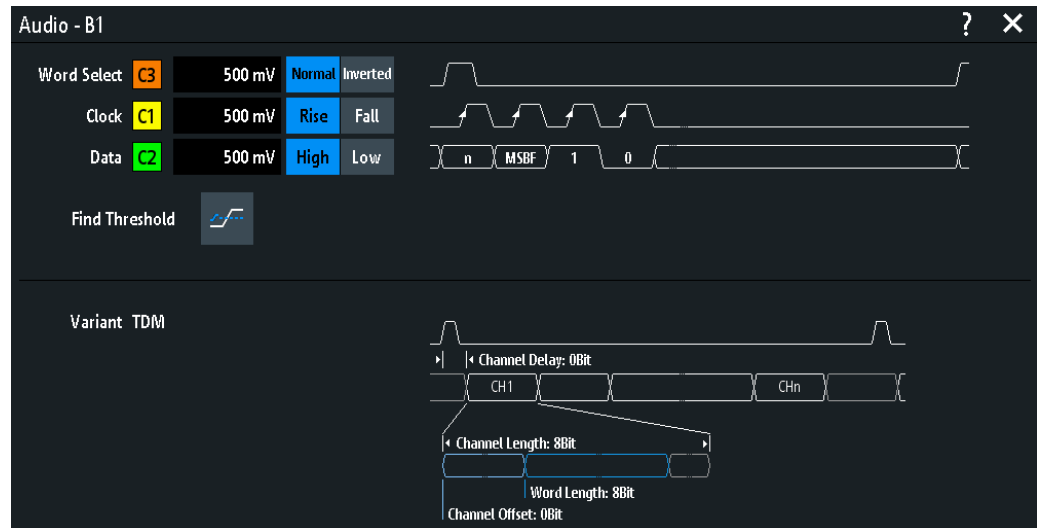 Audio - B1 ? ×
Word Select C3 500 mV Normal Inverted
Clock C1 500 mV Rise Fall
Data C2 500 mV High Low n MSBF 1 0
Find Threshold
Variant TDM
Channel Delay: 0Bit
CH1 CHn
Channel Length: 8Bit
Word Length: 8Bit
Channel Offset: 0Bit